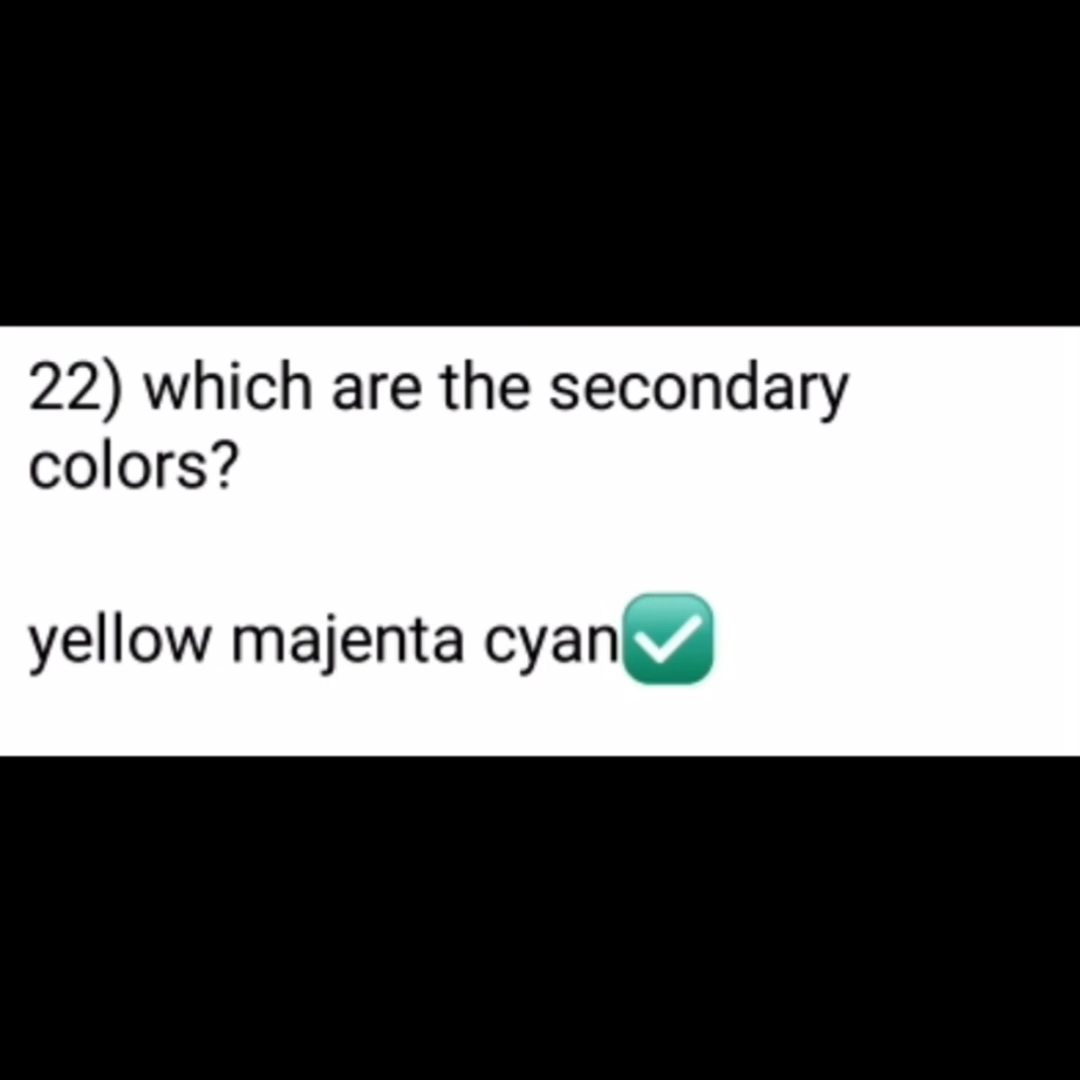 22) which are the secondary
colors?
yellow majenta cyan✅